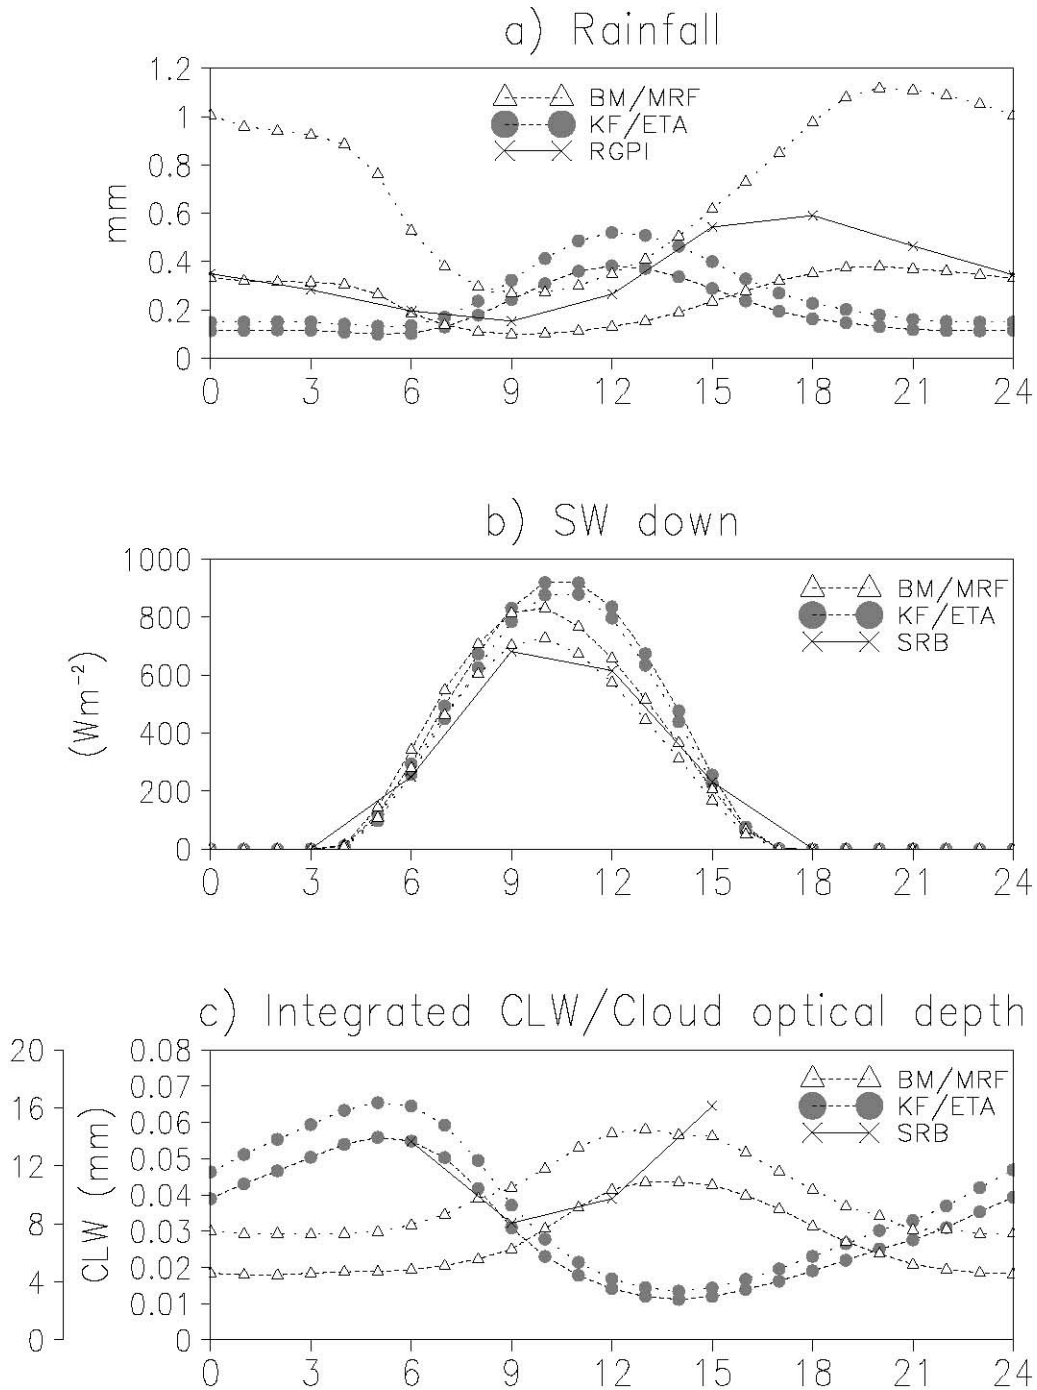 a) Rainfall
BM/MRF
KF/ETA
RGPI
mm
1.2
1
0.8
0.6
0.4
0.2
0
0 3 6 9 12 15 18 21 24
b) SW down
BM/MRF
KF/ETA
SRB
(Wm⁻²)
1000
800
600
400
200
0
0 3 6 9 12 15 18 21 24
c) Integrated CLW/Cloud optical depth
BM/MRF
KF/ETA
SRB
20
16
12
8
4
0
CLW (mm)
0.08
0.07
0.06
0.05
0.04
0.03
0.02
0.01
0
0 3 6 9 12 15 18 21 24